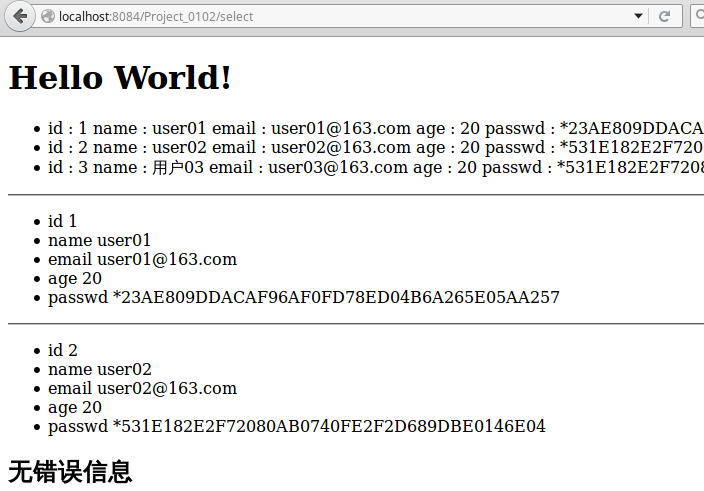 localhost:8084/Project_0102/select
Hello World!
id : 1 name : user01 email : user01@163.com age : 20 passwd : *23AE809DDACA
id : 2 name : user02 email : user02@163.com age : 20 passwd : *531E182E2F720
id : 3 name : 用户03 email : user03@163.com age : 20 passwd : *531E182E2F7208
id 1
name user01
email user01@163.com
age 20
passwd *23AE809DDACAF96AF0FD78ED04B6A265E05AA257
id 2
name user02
email user02@163.com
age 20
passwd *531E182E2F72080AB0740FE2F2D689DBE0146E04
无错误信息